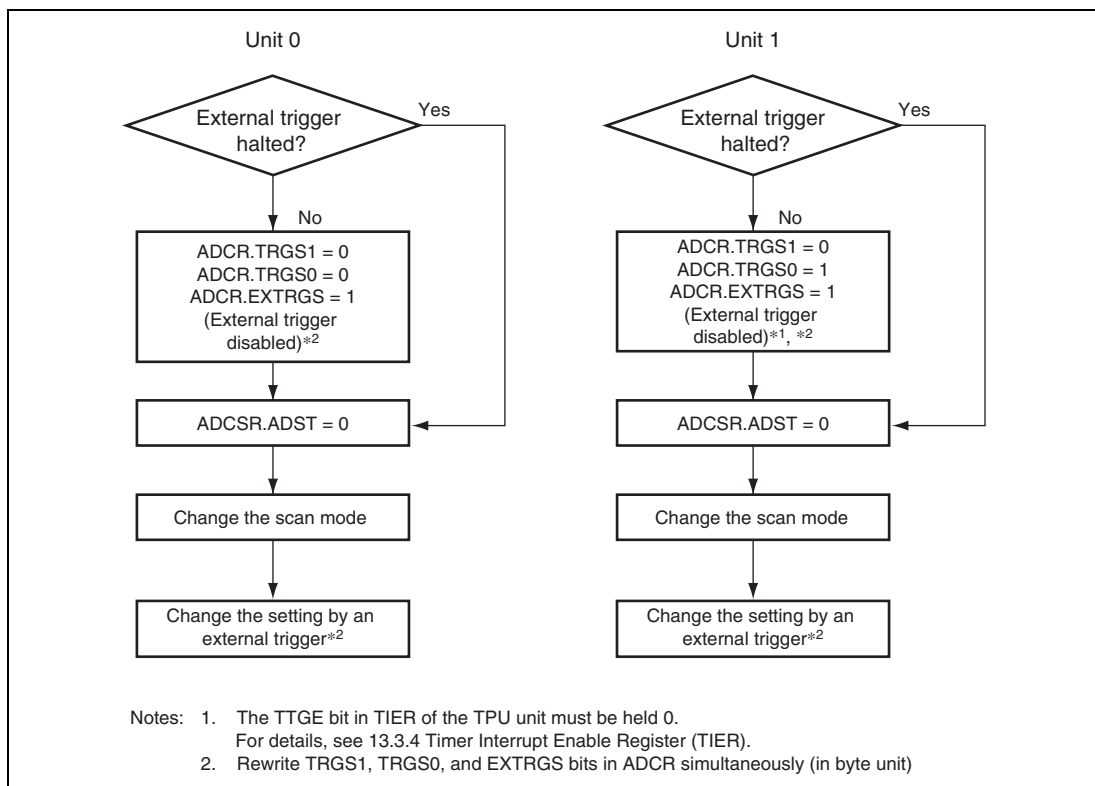 Unit 0
External trigger
halted?
Yes
No
ADCR.TRGS1 = 0
ADCR.TRGS0 = 0
ADCR.EXTRGS = 1
(External trigger
disabled)*2
ADCSR.ADST = 0
Change the scan mode
Change the setting by an
external trigger*2
Unit 1
External trigger
halted?
Yes
No
ADCR.TRGS1 = 0
ADCR.TRGS0 = 1
ADCR.EXTRGS = 1
(External trigger
disabled)*1, *2
ADCSR.ADST = 0
Change the scan mode
Change the setting by an
external trigger*2
Notes: 1. The TTGE bit in TIER of the TPU unit must be held 0.
For details, see 13.3.4 Timer Interrupt Enable Register (TIER).
2. Rewrite TRGS1, TRGS0, and EXTRGS bits in ADCR simultaneously (in byte unit)